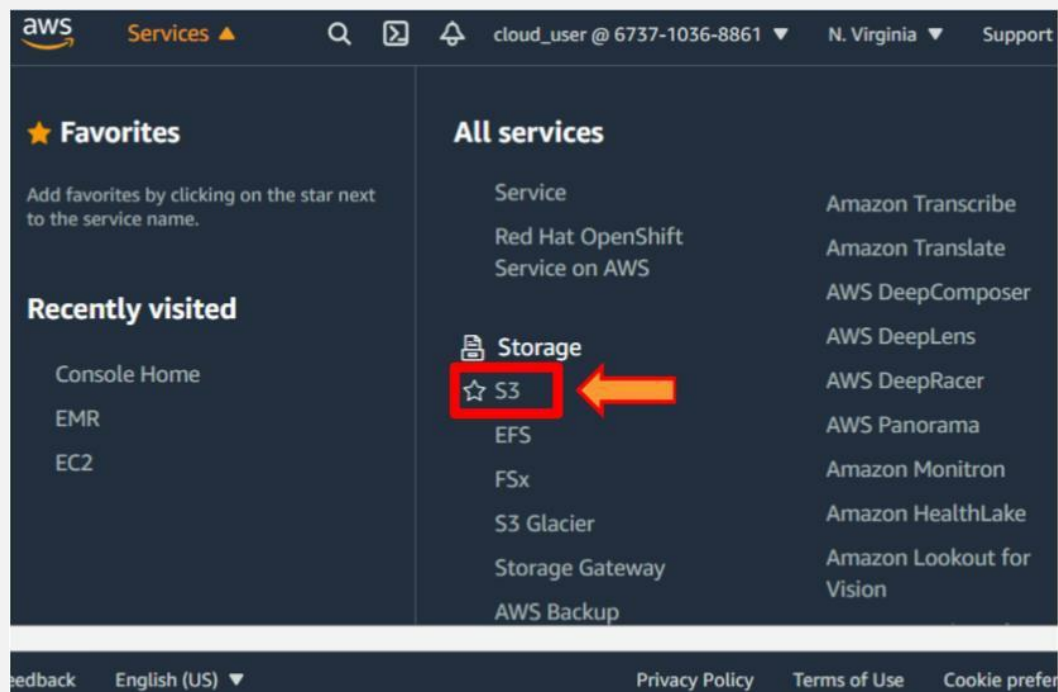 aws Services ▲ cloud_user @ 6737-1036-8861 ▼ N. Virginia ▼ Support
Favorites
Add favorites by clicking on the star next
to the service name.
Recently visited
Console Home
EMR
EC2
All services
Service
Red Hat OpenShift
Service on AWS
Storage
S3
EFS
FSx
S3 Glacier
Storage Gateway
AWS Backup
Amazon Transcribe
Amazon Translate
AWS DeepComposer
AWS DeepLens
AWS DeepRacer
AWS Panorama
Amazon Monitron
Amazon HealthLake
Amazon Lookout for
Vision
eedback English (US) ▼ Privacy Policy Terms of Use Cookie prefer